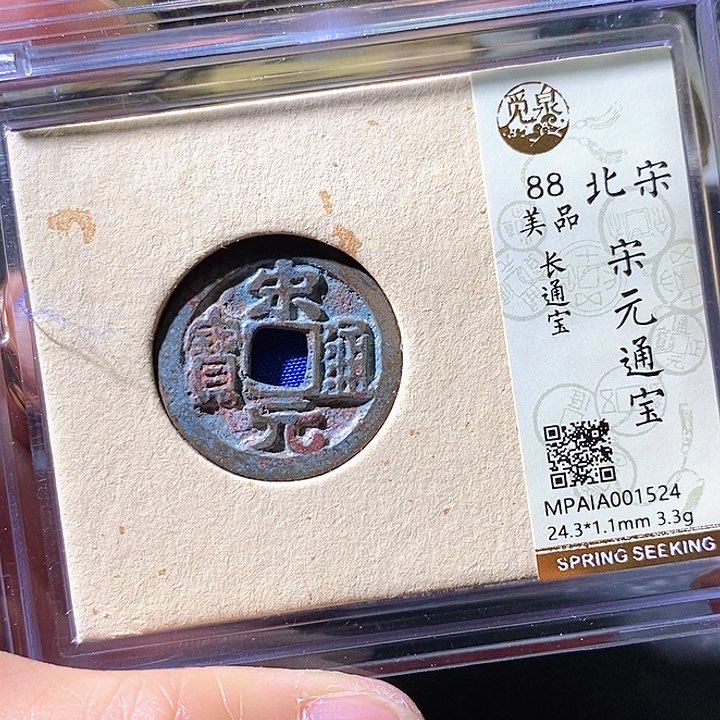 觅泉
北宋
88
美品
宋元通宝
长通宝
MPAIA001524
24.3*1.1mm 3.3g
SPRING SEEKING
宋
元
通
寳